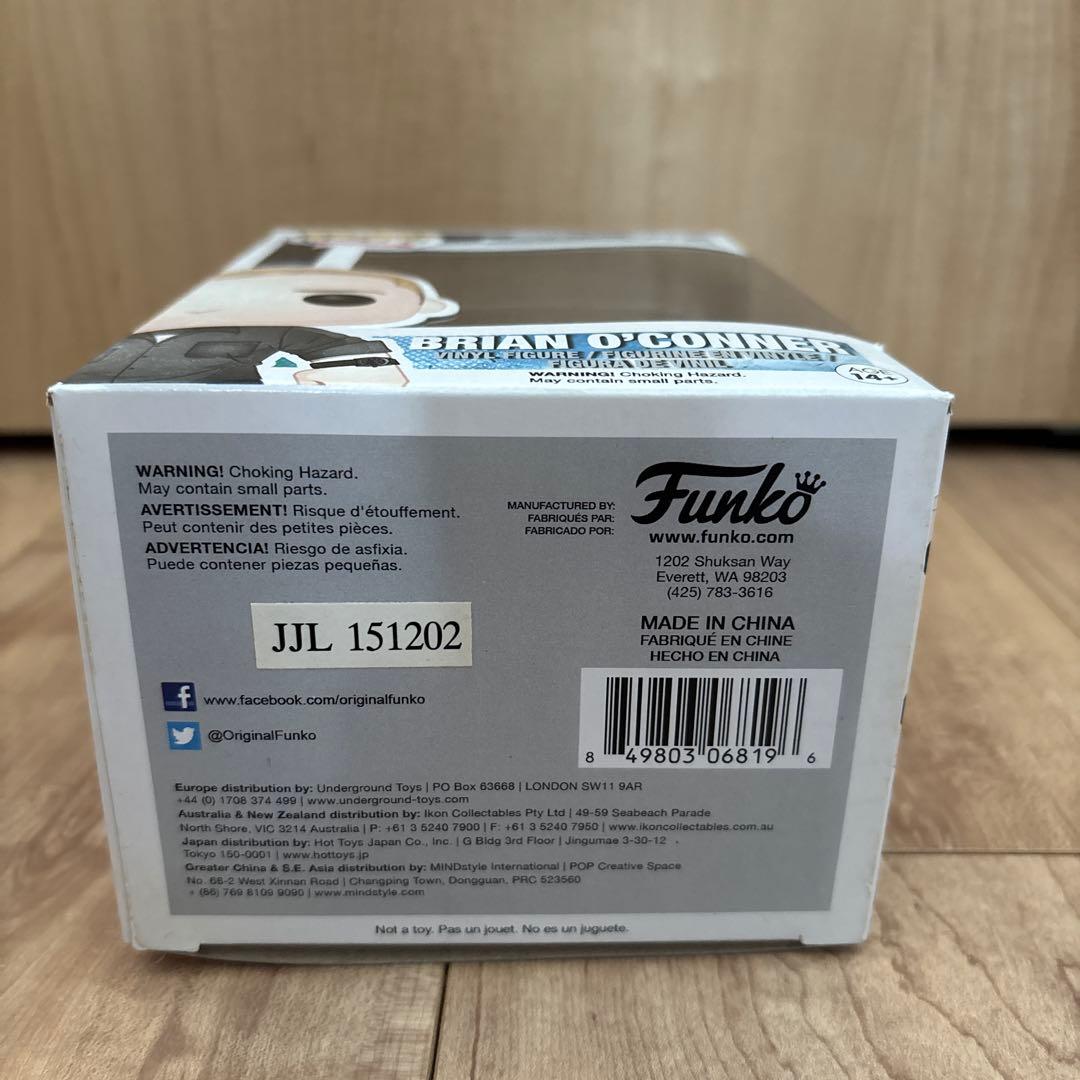 BRIAN O'CONNER
VINYL FIGURE / FIGURINE EN VINYLE /
FIGURA DE VINIL
WARNING! Choking Hazard.
May contain small parts.
AGE
14+
WARNING! Choking Hazard.
May contain small parts.
AVERTISSEMENT! Risque d'étouffement.
Peut contenir des petites pièces.
ADVERTENCIA! Riesgo de asfixia.
Puede contener piezas pequeñas.
JJL 151202
f www.facebook.com/originalfunko
@OriginalFunko
MANUFACTURED BY:
FABRIQUÉS PAR:
FABRICADO POR:
Funko
www.funko.com
1202 Shuksan Way
Everett, WA 98203
(425) 783-3616
MADE IN CHINA
FABRIQUÉ EN CHINE
HECHO EN CHINA
8 49803 06819 6
Europe distribution by: Underground Toys | PO Box 63668 | LONDON SW11 9AR
+44 (0) 1708 374 499 | www.underground-toys.com
Australia & New Zealand distribution by: Ikon Collectables Pty Ltd | 49-59 Seabeach Parade
North Shore, VIC 3214 Australia | P: +61 3 5240 7900 | F: +61 3 5240 7950 | www.ikoncollectables.com.au
Japan distribution by: Hot Toys Japan Co., Inc. | G Bldg 3rd Floor | Jingumae 3-30-12
Tokyo 150-0001 | www.hottoys.jp
Greater China & S.E. Asia distribution by: MINDstyle International | POP Creative Space
No. 66-2 West Xinnan Road | Changping Town, Dongguan, PRC 523560
+ (86) 769 8109 9090 | www.mindstyle.com
Not a toy. Pas un jouet. No es un juguete.